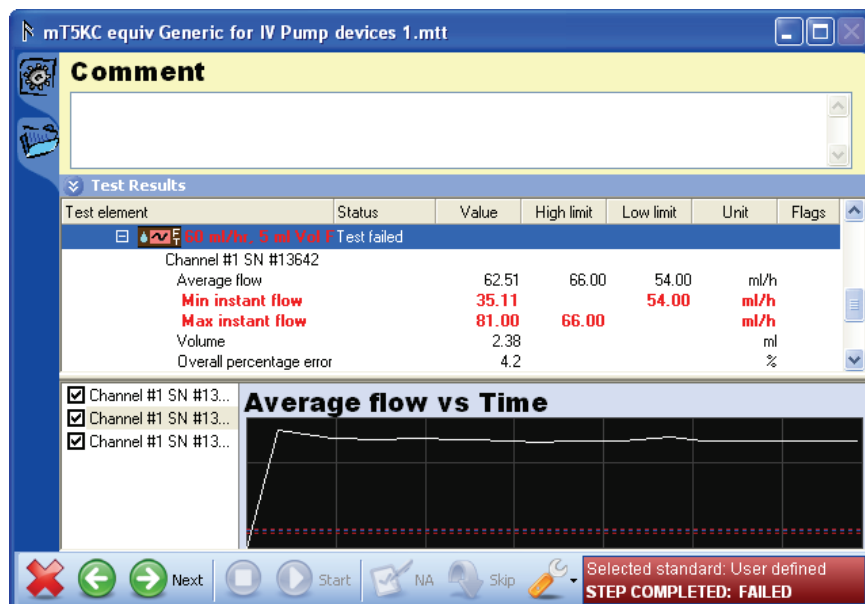 mT5KC equiv Generic for IV Pump devices 1.mtt
Comment
Test Results
Test element Status Value High limit Low limit Unit Flags
60 ml/hr, 5 ml Vol F Test failed
Channel #1 SN #13642
Average flow 62.51 66.00 54.00 ml/h
Min instant flow 35.11 54.00 ml/h
Max instant flow 81.00 66.00 ml/h
Volume 2.38 ml
Overall percentage error 4.2 %
Channel #1 SN #13...
Channel #1 SN #13...
Channel #1 SN #13...
Average flow vs Time
Next Start NA Skip
Selected standard: User defined
STEP COMPLETED: FAILED